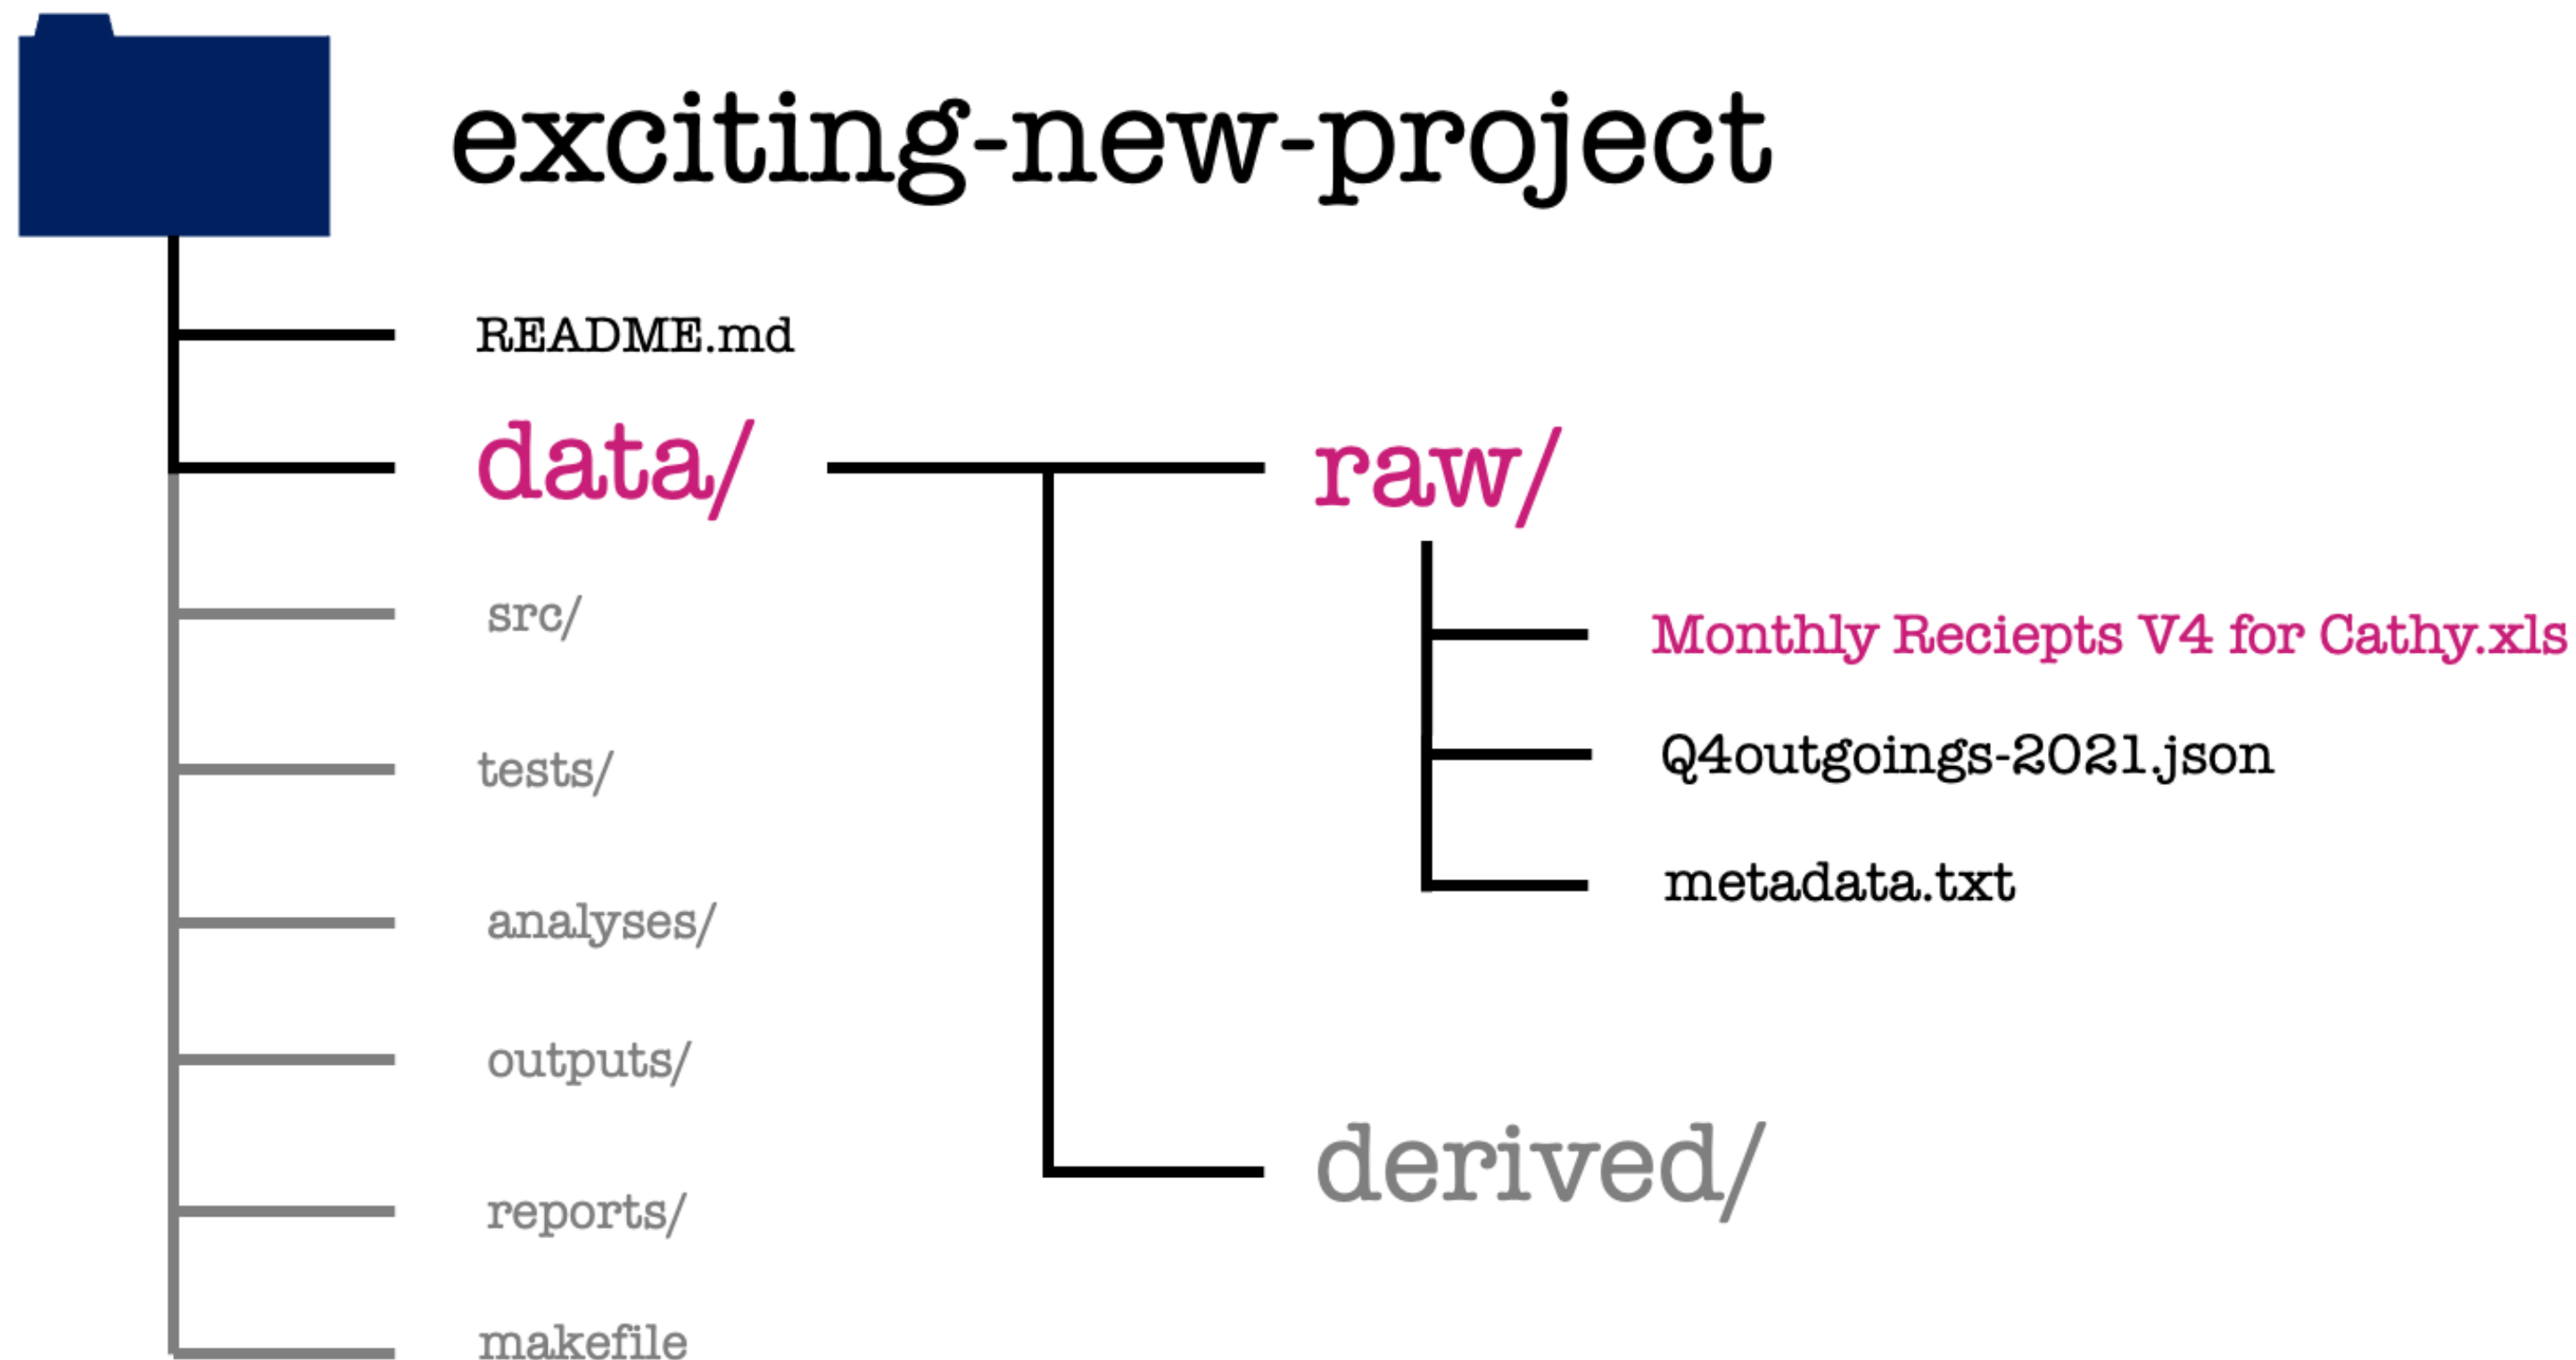 exciting-new-project
README.md
data/
raw/
src/
Monthly Reciepts V4 for Cathy.xls
Q4outgoings-2021.json
tests/
metadata.txt
analyses/
outputs/
derived/
reports/
makefile